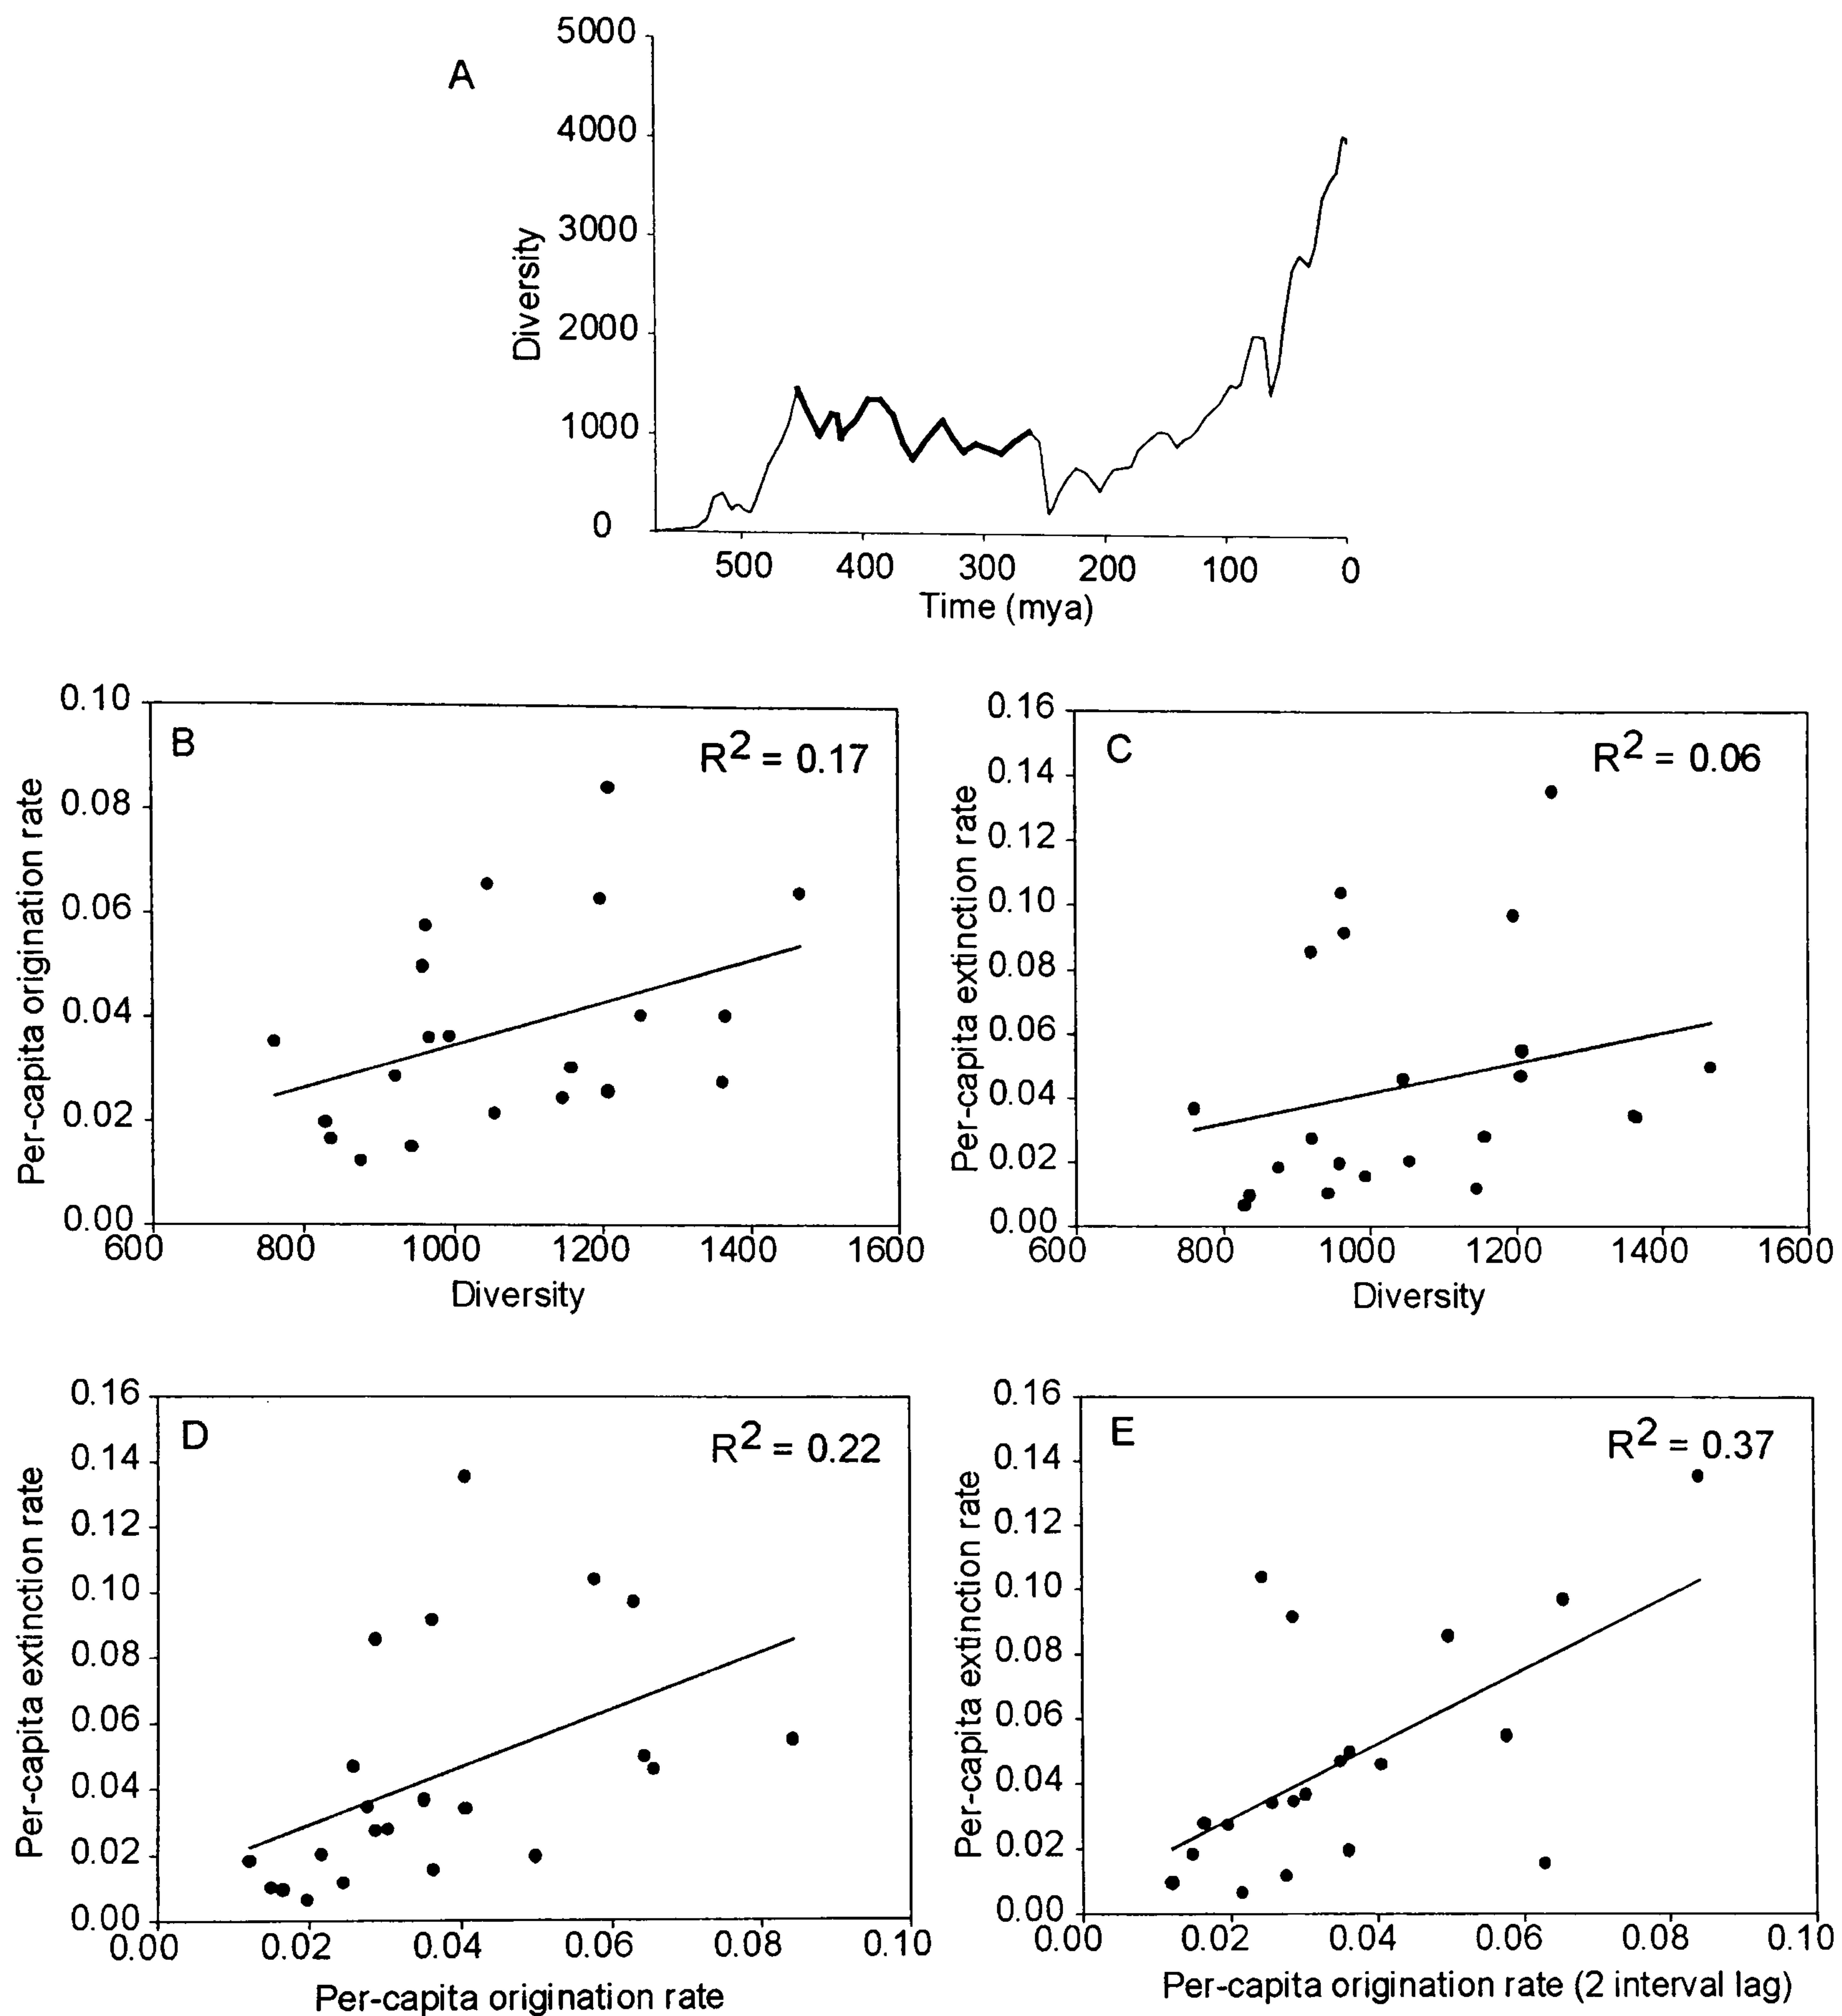 A
5000
4000
3000
2000
1000
0
Diversity
500 400 300 200 100 0
Time (mya)
B
R2 = 0.17
0.10
0.08
0.06
0.04
0.02
0.00
Per-capita origination rate
600 800 1000 1200 1400 1600
Diversity
C
R2 = 0.06
0.16
0.14
0.12
0.10
0.08
0.06
0.04
0.02
0.00
Per-capita extinction rate
600 800 1000 1200 1400 1600
Diversity
D
R2 = 0.22
0.16
0.14
0.12
0.10
0.08
0.06
0.04
0.02
0.00
Per-capita extinction rate
0.00 0.02 0.04 0.06 0.08 0.10
Per-capita origination rate
E
R2 = 0.37
0.16
0.14
0.12
0.10
0.08
0.06
0.04
0.02
0.00
Per-capita extinction rate
0.00 0.02 0.04 0.06 0.08 0.10
Per-capita origination rate (2 interval lag)